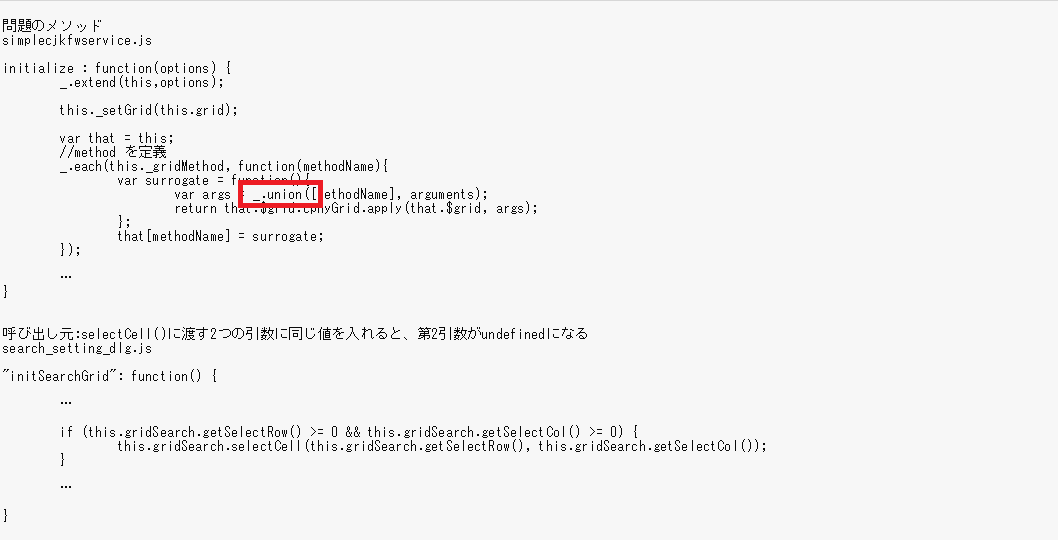 問題のメソッド
simplecjkfwservice.js
initialize : function(options) {
_.extend(this,options);
this._setGrid(this.grid);
var that = this;
//method を定義
_.each(this._gridMethod, function(methodName){
var surrogate = function(){
var args = _.union([methodName], arguments);
return that.$grid.cphyGrid.apply(that.$grid, args);
};
that[methodName] = surrogate;
});
…
}
呼び出し元:selectCell()に渡す2つの引数に同じ値を入れると、第2引数がundefinedになる
search_setting_dlg.js
"initSearchGrid": function() {
…
if (this.gridSearch.getSelectRow() >= 0 && this.gridSearch.getSelectCol() >= 0) {
this.gridSearch.selectCell(this.gridSearch.getSelectRow(), this.gridSearch.getSelectCol());
}
…
}